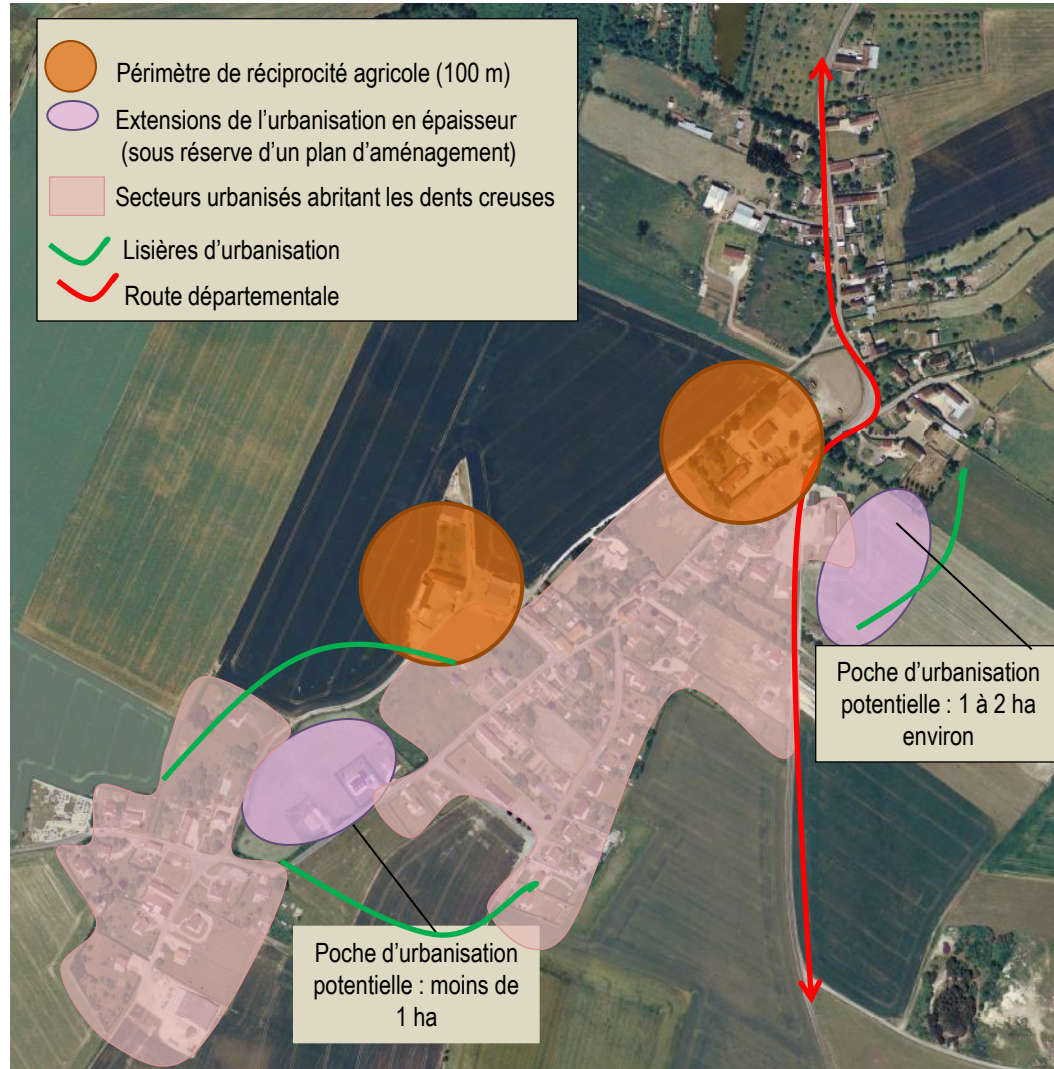 Périmètre de réciprocité agricole (100 m)
Extensions de l'urbanisation en épaisseur
(sous réserve d'un plan d'aménagement)
Secteurs urbanisés abritant les dents creuses
Lisières d'urbanisation
Route départementale
Poche d'urbanisation
potentielle : 1 à 2 ha
environ
Poche d'urbanisation
potentielle : moins de
1 ha